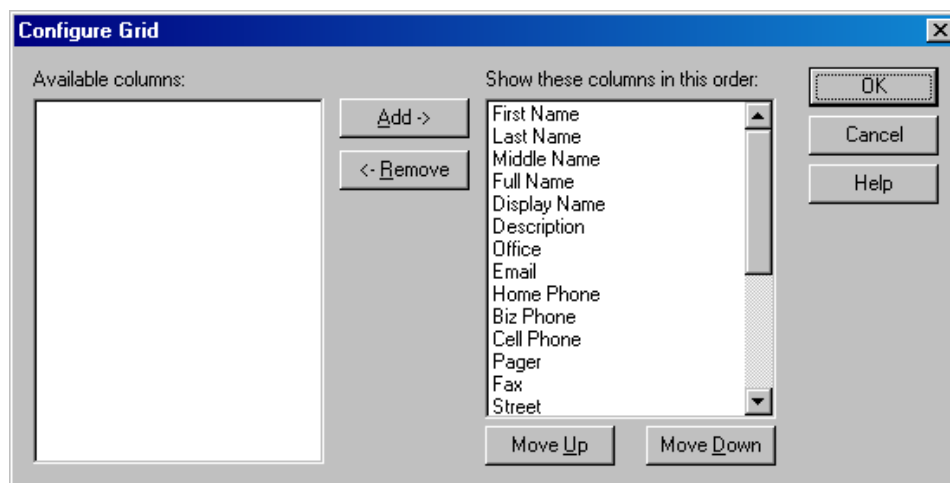 Configure Grid
Available columns:
Add ->
<- Remove
Show these columns in this order:
First Name
Last Name
Middle Name
Full Name
Display Name
Description
Office
Email
Home Phone
Biz Phone
Cell Phone
Pager
Fax
Street
Move Up
Move Down
OK
Cancel
Help